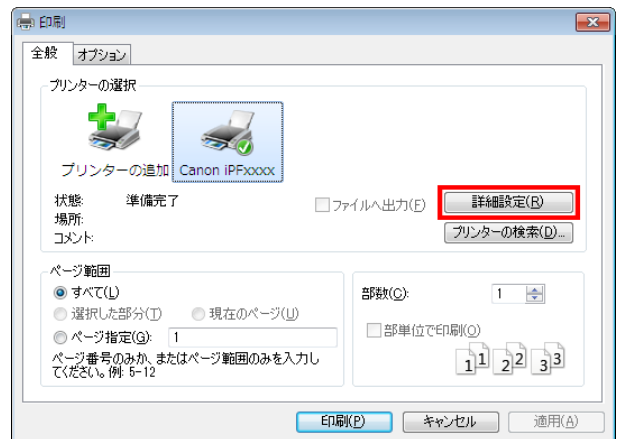 印刷
全般 オプション
プリンターの選択
プリンターの追加 Canon iPFxxxx
状態: 準備完了
場所:
コメント:
ファイルへ出力(F)
詳細設定(R)
プリンターの検索(D)...
ページ範囲
すべて(L)
選択した部分(T) 現在のページ(U)
ページ指定(G): 1
ページ番号のみか、またはページ範囲のみを入力し
てください。例: 5-12
部数(C): 1
部単位で印刷(O)
1 1 2 2 3 3
印刷(P) キャンセル 適用(A)